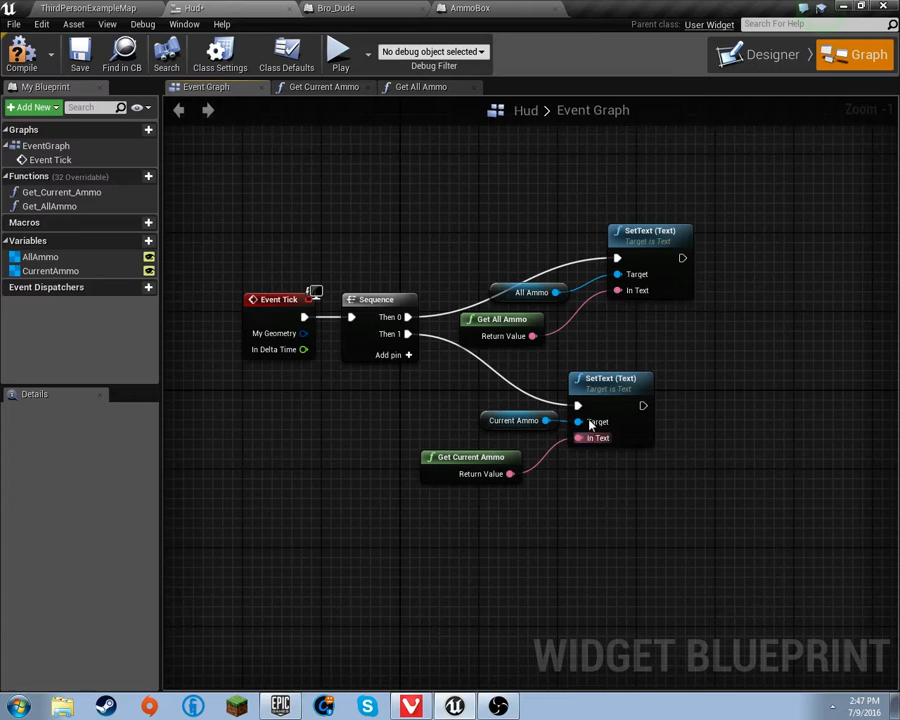 ThirdPersonExampleMap
Hud*
Bro_Dude
AmmoBox
File Edit Asset View Debug Window Help
Parent class: User Widget
Search For Help
Compile
Save
Find in CB
Search
Class Settings
Class Defaults
Play
No debug object selected
Debug Filter
Designer
Graph
My Blueprint
Event Graph
Get Current Ammo
Get All Ammo
Add New
Search
Hud
Event Graph
Zoom -1
Graphs
EventGraph
Event Tick
Functions (32 Overridable)
Get_Current_Ammo
Get_AllAmmo
Macros
Variables
AllAmmo
CurrentAmmo
Event Dispatchers
Details
SetText (Text)
Target is Text
Target
In Text
All Ammo
Get All Ammo
Return Value
Event Tick
My Geometry
In Delta Time
Sequence
Then 0
Then 1
Add pin
SetText (Text)
Target is Text
Target
In Text
Current Ammo
Get Current Ammo
Return Value
WIDGET BLUEPRINT
EPIC
GAMES
2:47 PM
7/9/2016